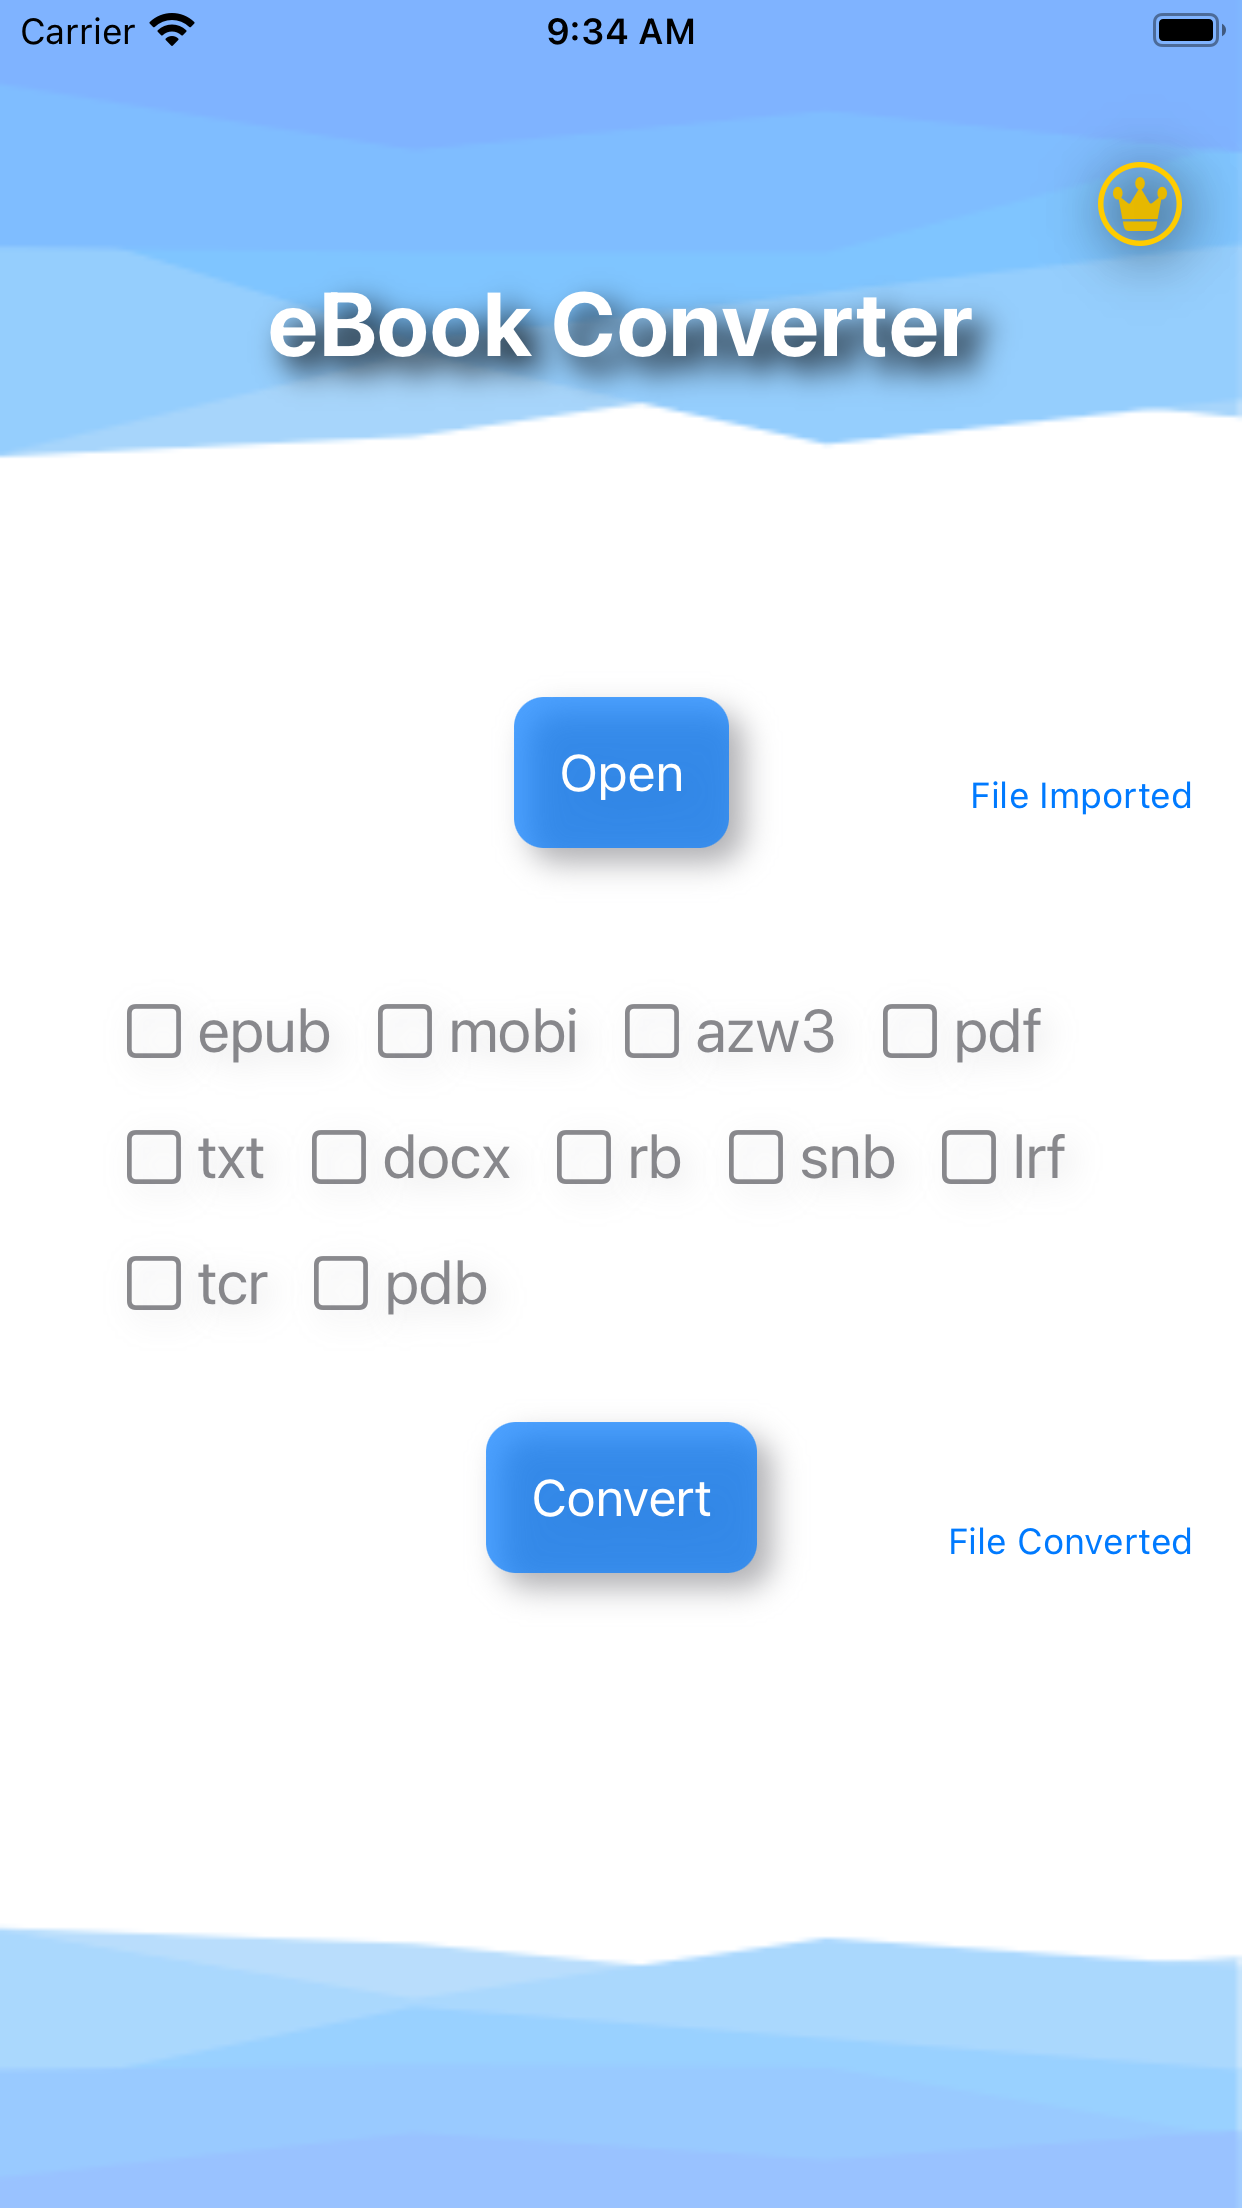 Carrier 9:34 AM
eBook Converter
Open
File Imported
epub mobi azw3 pdf
txt docx rb snb lrf
tcr pdb
Convert
File Converted